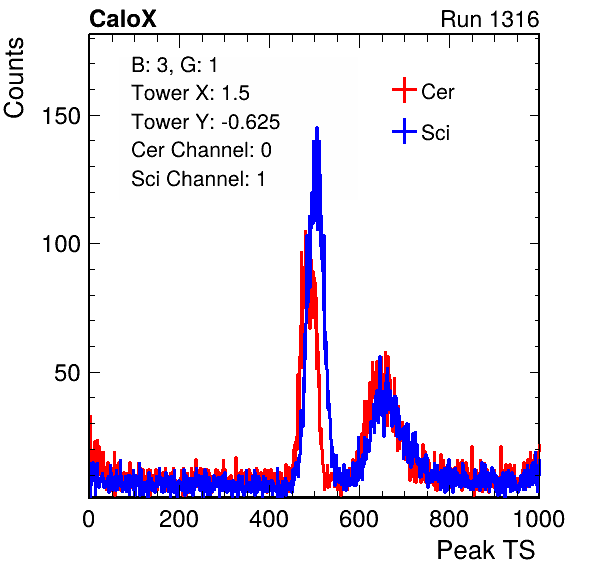 CaloX Run 1316
Counts
B: 3, G: 1
Tower X: 1.5
Tower Y: -0.625
Cer Channel: 0
Sci Channel: 1
Cer
Sci
150
100
50
0 200 400 600 800 1000
Peak TS